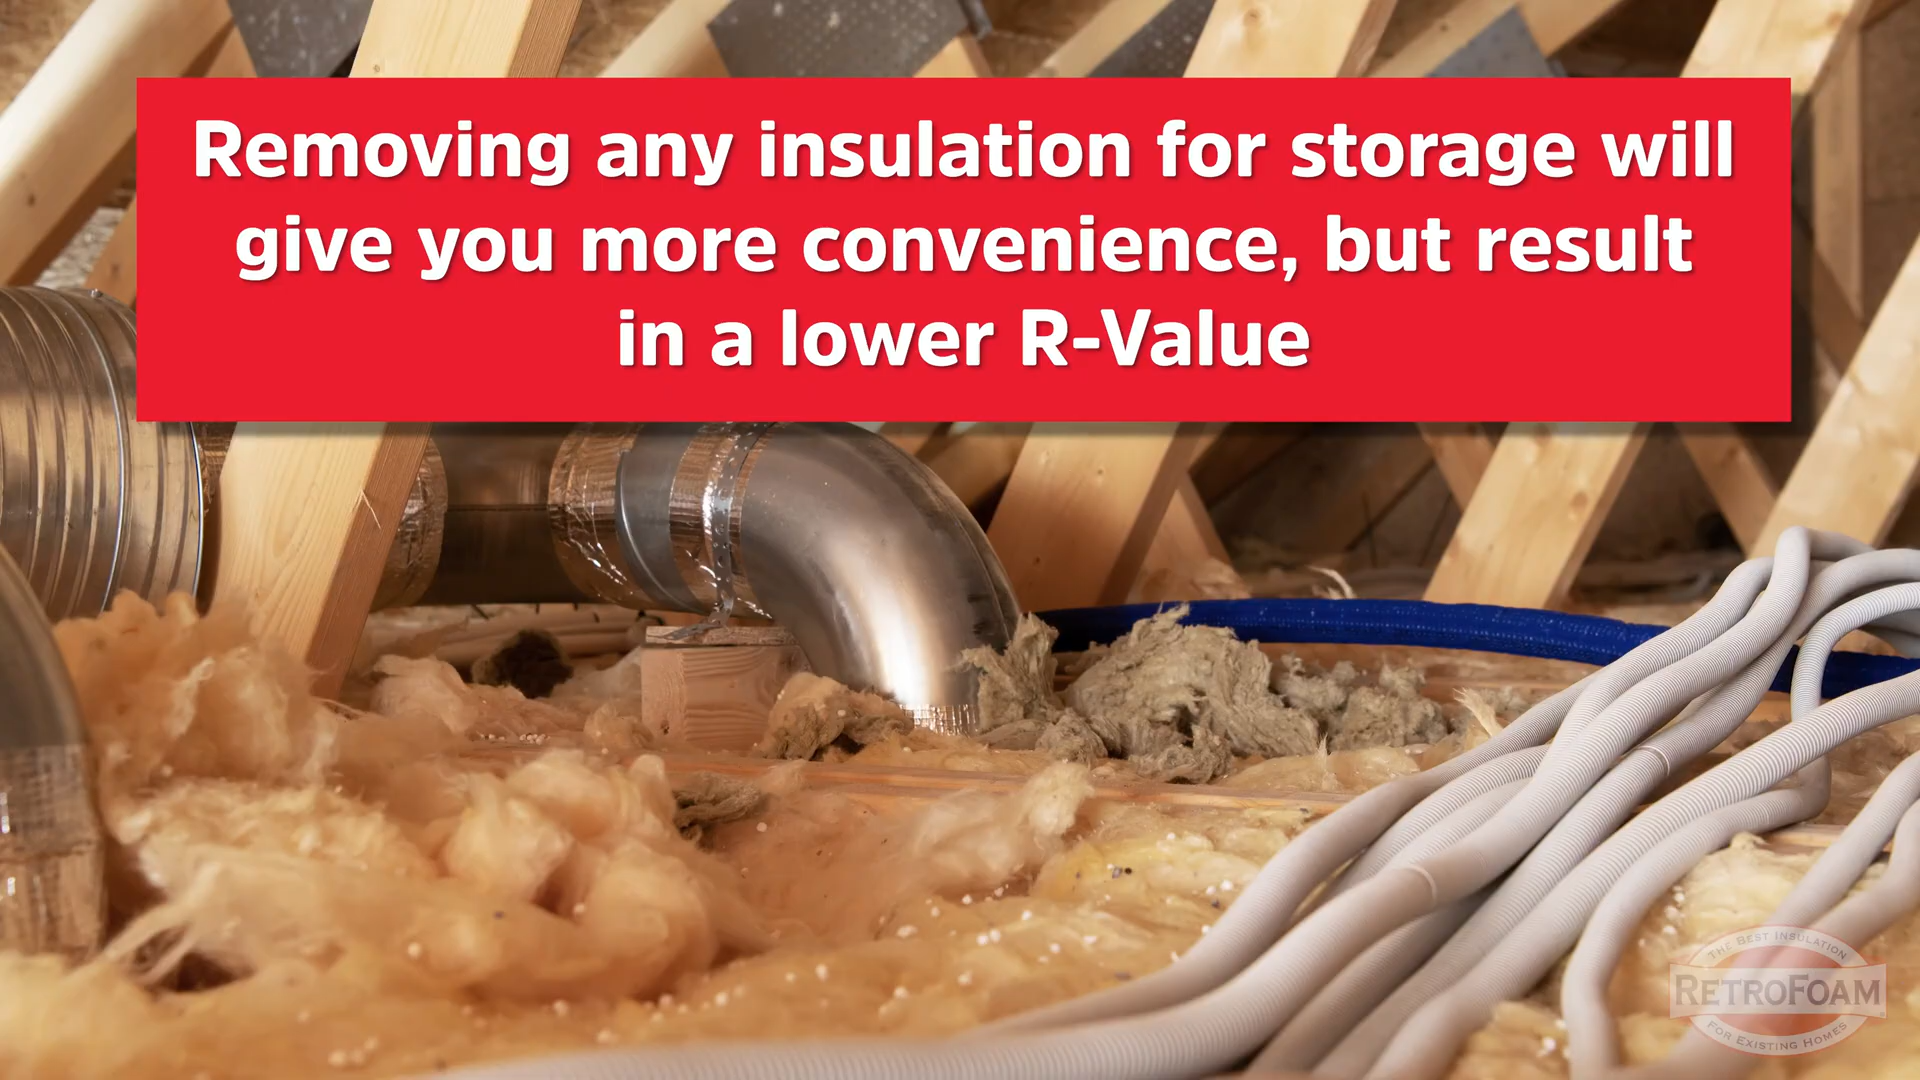 Removing any insulation for storage will
give you more convenience, but result
in a lower R-Value
THE BEST INSULATION
RETROFOAM
FOR EXISTING HOMES